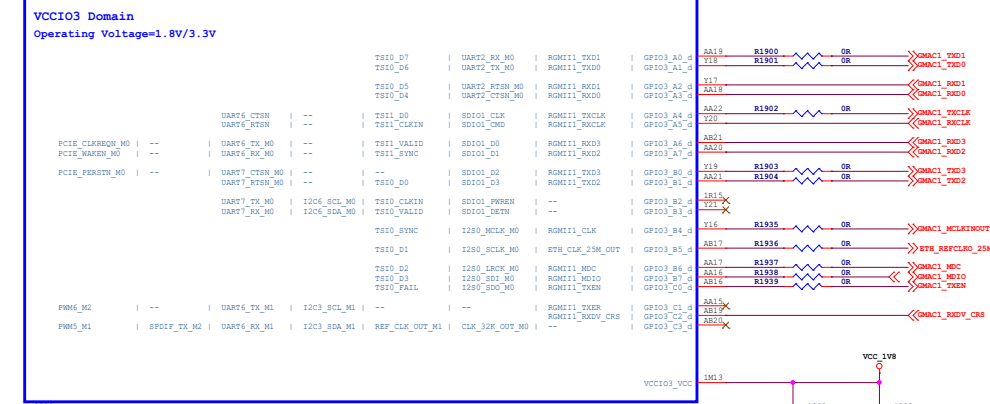 VCCIO3 Domain
Operating Voltage=1.8V/3.3V
TSI0_D7 | UART2_RX_M0 | RGMII1_TXD1 | GPIO3_A0_d AA19 R1900 0R GMAC1_TXD1
TSI0_D6 | UART2_TX_M0 | RGMII1_TXD0 | GPIO3_A1_d Y18 R1901 0R GMAC1_TXD0
TSI0_D5 | UART2_RTSN_M0 | RGMII1_RXD1 | GPIO3_A2_d Y17 GMAC1_RXD1
TSI0_D4 | UART2_CTSN_M0 | RGMII1_RXD0 | GPIO3_A3_d AA18 GMAC1_RXD0
UART6_CTSN | -- | TSI1_D0 | SDIO1_CLK | RGMII1_TXCLK | GPIO3_A4_d AA22 R1902 0R GMAC1_TXCLK
UART6_RTSN | -- | TSI1_CLKIN | SDIO1_CMD | RGMII1_RXCLK | GPIO3_A5_d Y20 GMAC1_RXCLK
PCIE_CLKREQN_M0 | -- | UART6_TX_M0 | -- | TSI1_VALID | SDIO1_D0 | RGMII1_RXD3 | GPIO3_A6_d AB21 GMAC1_RXD3
PCIE_WAKEN_M0 | -- | UART6_RX_M0 | -- | TSI1_SYNC | SDIO1_D1 | RGMII1_RXD2 | GPIO3_A7_d AA20 GMAC1_RXD2
PCIE_PERSTN_M0 | -- | UART7_CTSN_M0 | -- | -- | SDIO1_D2 | RGMII1_TXD3 | GPIO3_B0_d Y19 R1903 0R GMAC1_TXD3
UART7_RTSN_M0 | -- | TSI0_D0 | SDIO1_D3 | RGMII1_TXD2 | GPIO3_B1_d AA21 R1904 0R GMAC1_TXD2
UART7_TX_M0 | I2C6_SCL_M0 | TSI0_CLKIN | SDIO1_PWREN | -- | GPIO3_B2_d 1R15
UART7_RX_M0 | I2C6_SDA_M0 | TSI0_VALID | SDIO1_DETN | -- | GPIO3_B3_d Y21
TSI0_SYNC | I2S0_MCLK_M0 | RGMII1_CLK | GPIO3_B4_d Y16 R1935 0R GMAC1_MCLKINOUT
TSI0_D1 | I2S0_SCLK_M0 | ETH_CLK_25M_OUT | GPIO3_B5_d AB17 R1936 0R ETH_REFCLKO_25M
TSI0_D2 | I2S0_LRCK_M0 | RGMII1_MDC | GPIO3_B6_d AA17 R1937 0R GMAC1_MDC
TSI0_D3 | I2S0_SDI_M0 | RGMII1_MDIO | GPIO3_B7_d AA16 R1938 0R GMAC1_MDIO
TSI0_FAIL | I2S0_SDO_M0 | RGMII1_TXEN | GPIO3_C0_d AB16 R1939 0R GMAC1_TXEN
PWM6_M2 | -- | UART6_TX_M1 | I2C3_SCL_M1 | -- | -- | RGMII1_TXER | GPIO3_C1_d AA15
RGMII1_RXDV_CRS | GPIO3_C2_d AB19 GMAC1_RXDV_CRS
PWM5_M1 | SPDIF_TX_M2 | UART6_RX_M1 | I2C3_SDA_M1 | REF_CLK_OUT_M1 | CLK_32K_OUT_M0 | -- | GPIO3_C3_d AB20
VCC_1V8
VCCIO3_VCC 1M13